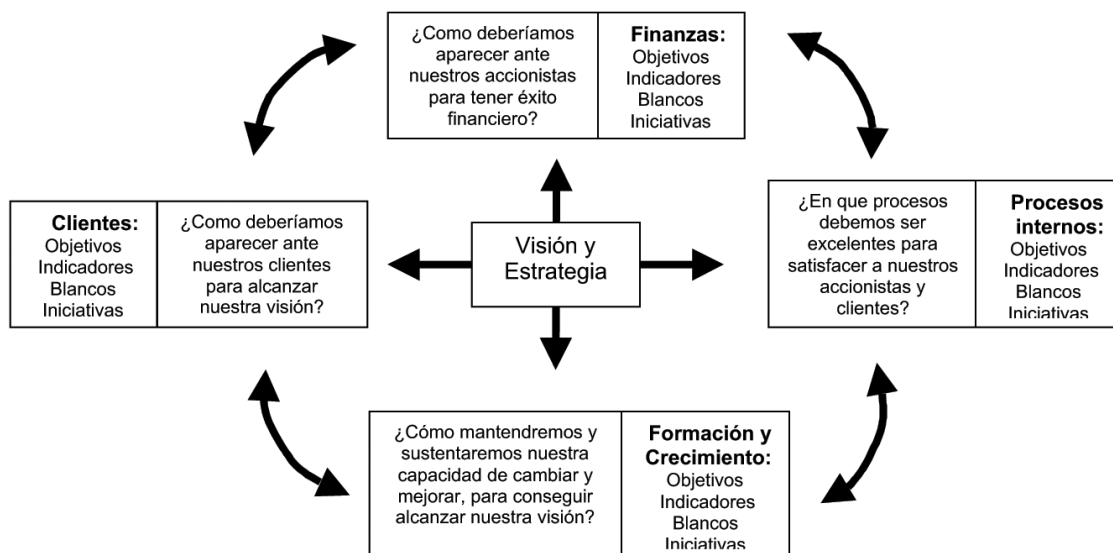 ¿Como deberíamos
aparecer ante
nuestros accionistas
para tener éxito
financiero?
Finanzas:
Objetivos
Indicadores
Blancos
Iniciativas
Clientes:
Objetivos
Indicadores
Blancos
Iniciativas
¿Como deberíamos
aparecer ante
nuestros clientes
para alcanzar
nuestra visión?
Visión y
Estrategia
¿En que procesos
debemos ser
excelentes para
satisfacer a nuestros
accionistas y
clientes?
Procesos
internos:
Objetivos
Indicadores
Blancos
Iniciativas
¿Cómo mantendremos y
sustentaremos nuestra
capacidad de cambiar y
mejorar, para conseguir
alcanzar nuestra visión?
Formación y
Crecimiento:
Objetivos
Indicadores
Blancos
Iniciativas